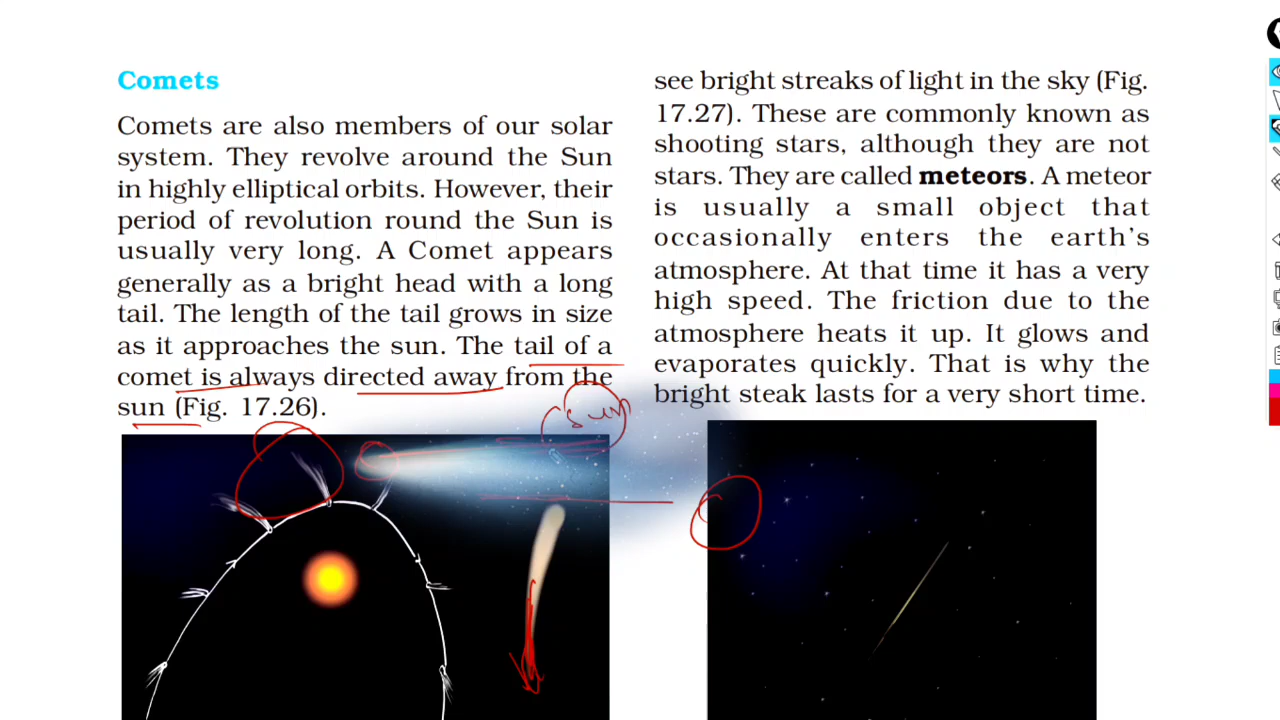 Comets
Comets are also members of our solar
system. They revolve around the Sun
in highly elliptical orbits. However, their
period of revolution round the Sun is
usually very long. A Comet appears
generally as a bright head with a long
tail. The length of the tail grows in size
as it approaches the sun. The tail of a
comet is always directed away from the
sun (Fig. 17.26).
sun
see bright streaks of light in the sky (Fig.
17.27). These are commonly known as
shooting stars, although they are not
stars. They are called meteors. A meteor
is usually a small object that
occasionally enters the earth's
atmosphere. At that time it has a very
high speed. The friction due to the
atmosphere heats it up. It glows and
evaporates quickly. That is why the
bright steak lasts for a very short time.